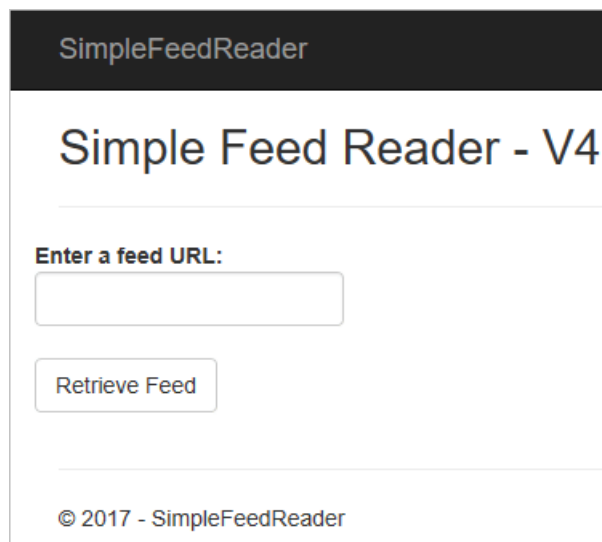 SimpleFeedReader
Simple Feed Reader - V4
Enter a feed URL:
Retrieve Feed
© 2017 - SimpleFeedReader